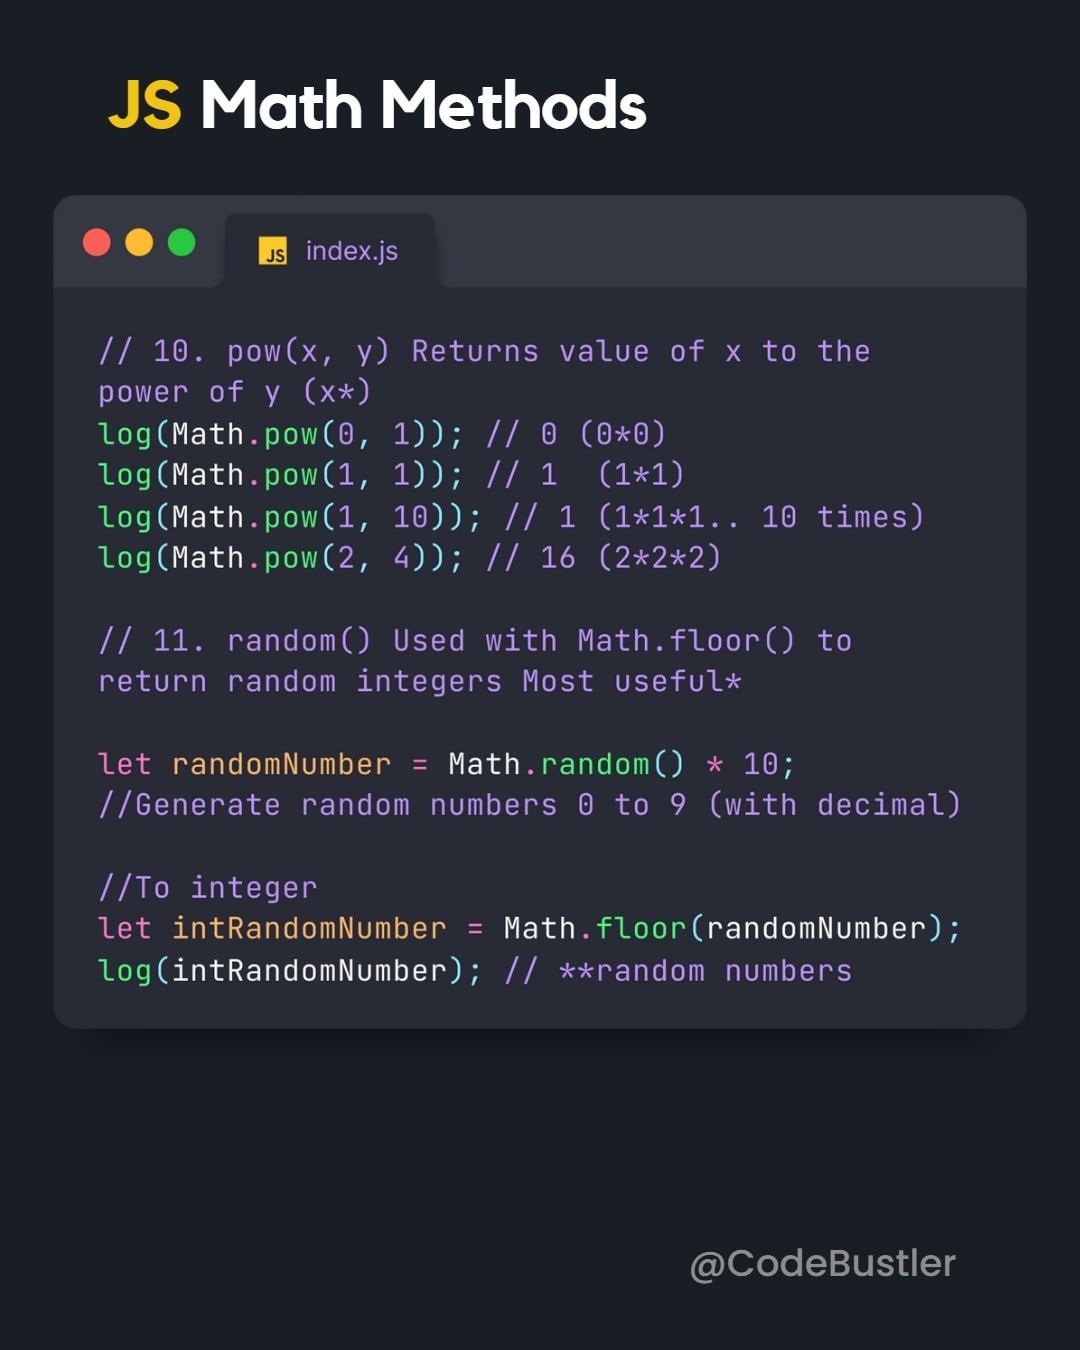 JS Math Methods
JS index.js
// 10. pow(x, y) Returns value of x to the
power of y (x*)
log(Math.pow(0, 1)); // 0 (0*0)
log(Math.pow(1, 1)); // 1  (1*1)
log(Math.pow(1, 10)); // 1 (1*1*1.. 10 times)
log(Math.pow(2, 4)); // 16 (2*2*2)
// 11. random() Used with Math.floor() to
return random integers Most useful*
let randomNumber = Math.random() * 10;
//Generate random numbers 0 to 9 (with decimal)
//To integer
let intRandomNumber = Math.floor(randomNumber);
log(intRandomNumber); // **random numbers
@CodeBustler